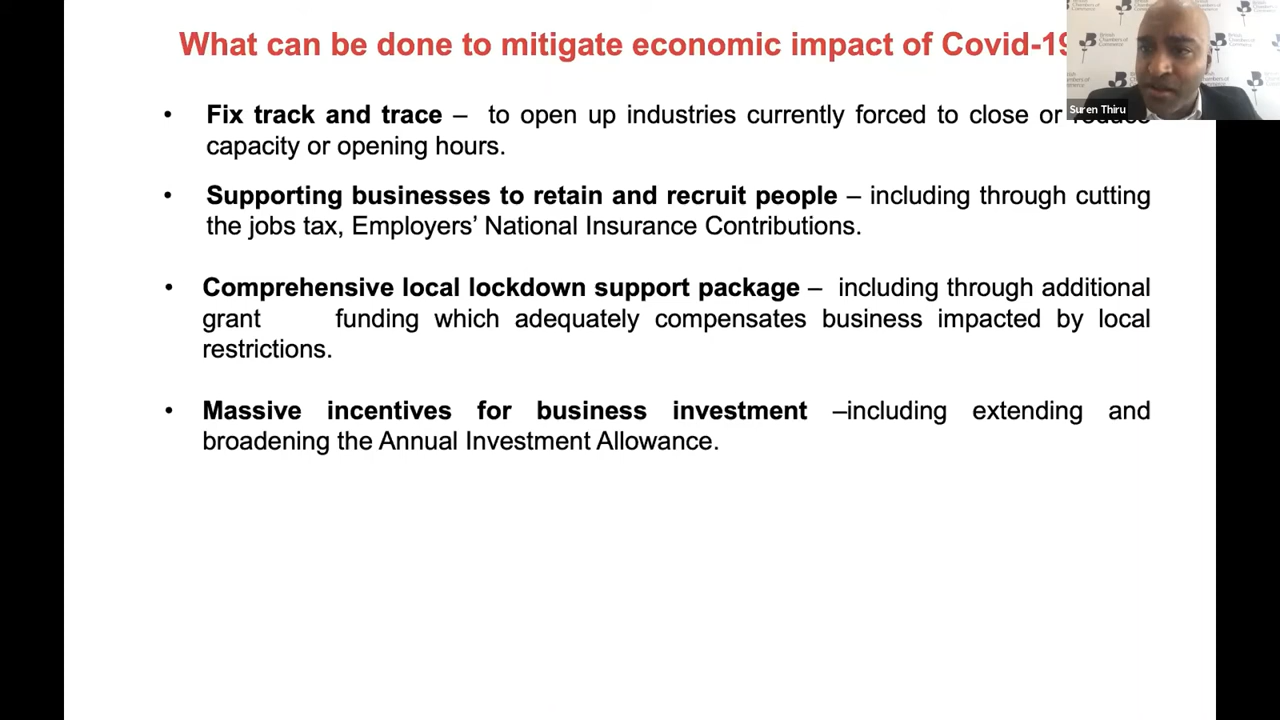 What can be done to mitigate economic impact of Covid-19
British
Chambers of
Commerce
Suren Thiru
• Fix track and trace – to open up industries currently forced to close or reduce
capacity or opening hours.
• Supporting businesses to retain and recruit people – including through cutting
the jobs tax, Employers’ National Insurance Contributions.
• Comprehensive local lockdown support package – including through additional
grant funding which adequately compensates business impacted by local
restrictions.
• Massive incentives for business investment –including extending and
broadening the Annual Investment Allowance.